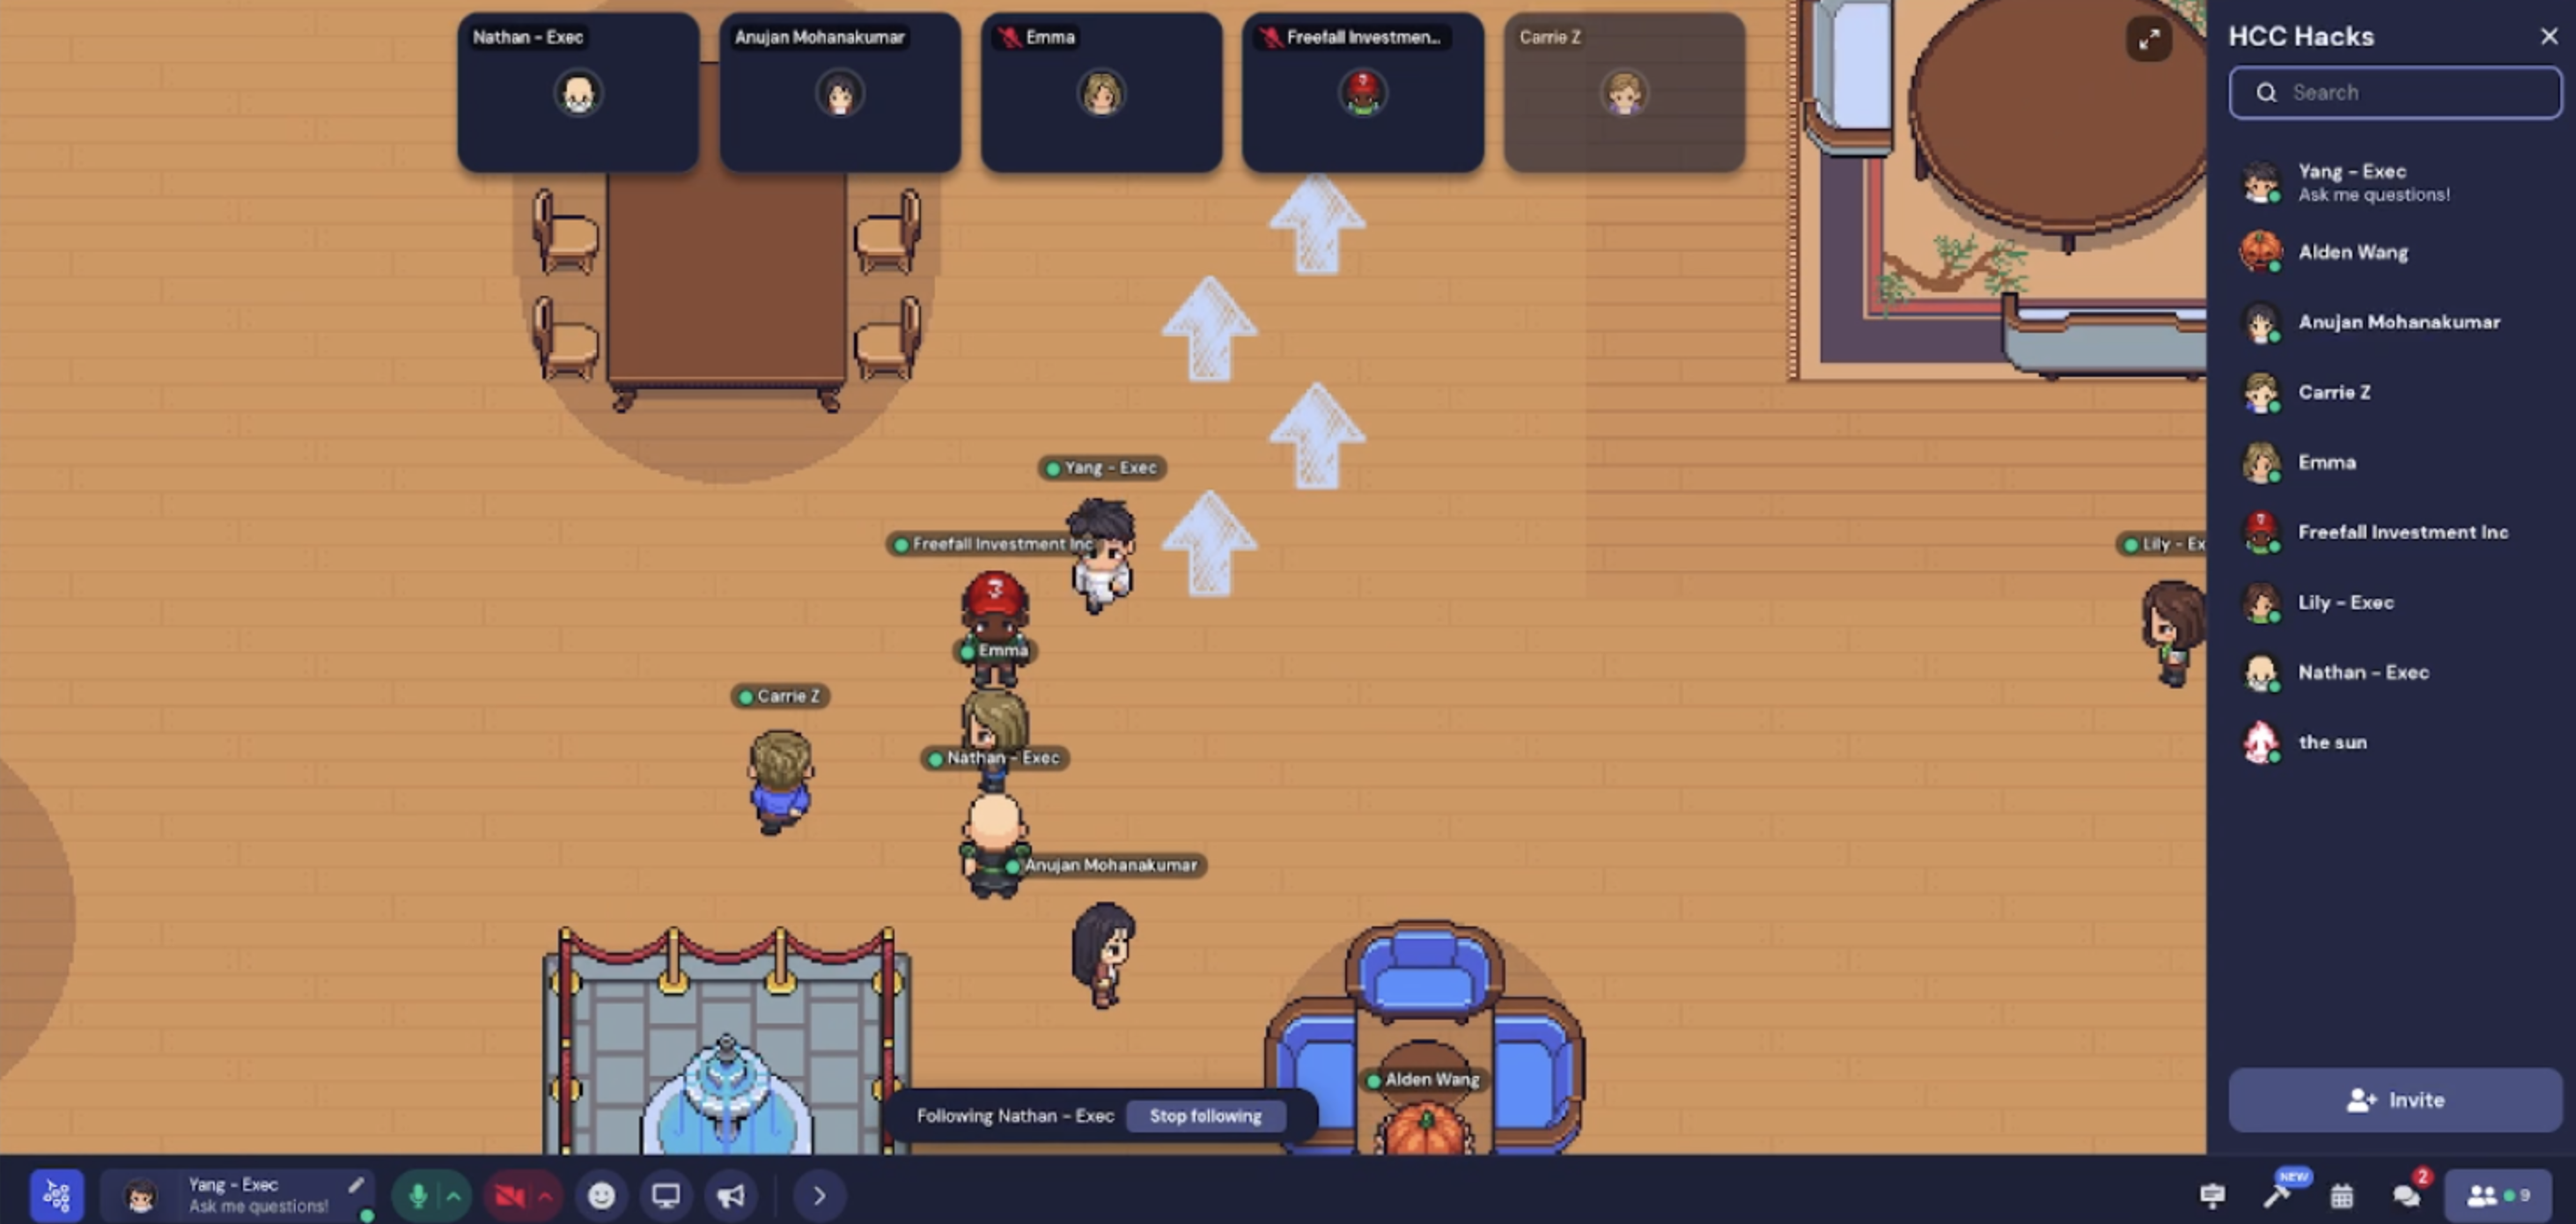 Nathan - Exec
Anujan Mohanakumar
Emma
Freefall Investmen...
Carrie Z
HCC Hacks
Search
Yang - Exec
Ask me questions!
Alden Wang
Anujan Mohanakumar
Carrie Z
Emma
Freefall Investment Inc
Lily - Exec
Nathan - Exec
the sun
Invite
Yang - Exec
Freefall Investment Inc
3
Emma
Carrie Z
Nathan - Exec
Anujan Mohanakumar
Lily - Ex
Alden Wang
Following Nathan - Exec
Stop following
Yang - Exec
Ask me questions!
NEW
2
9